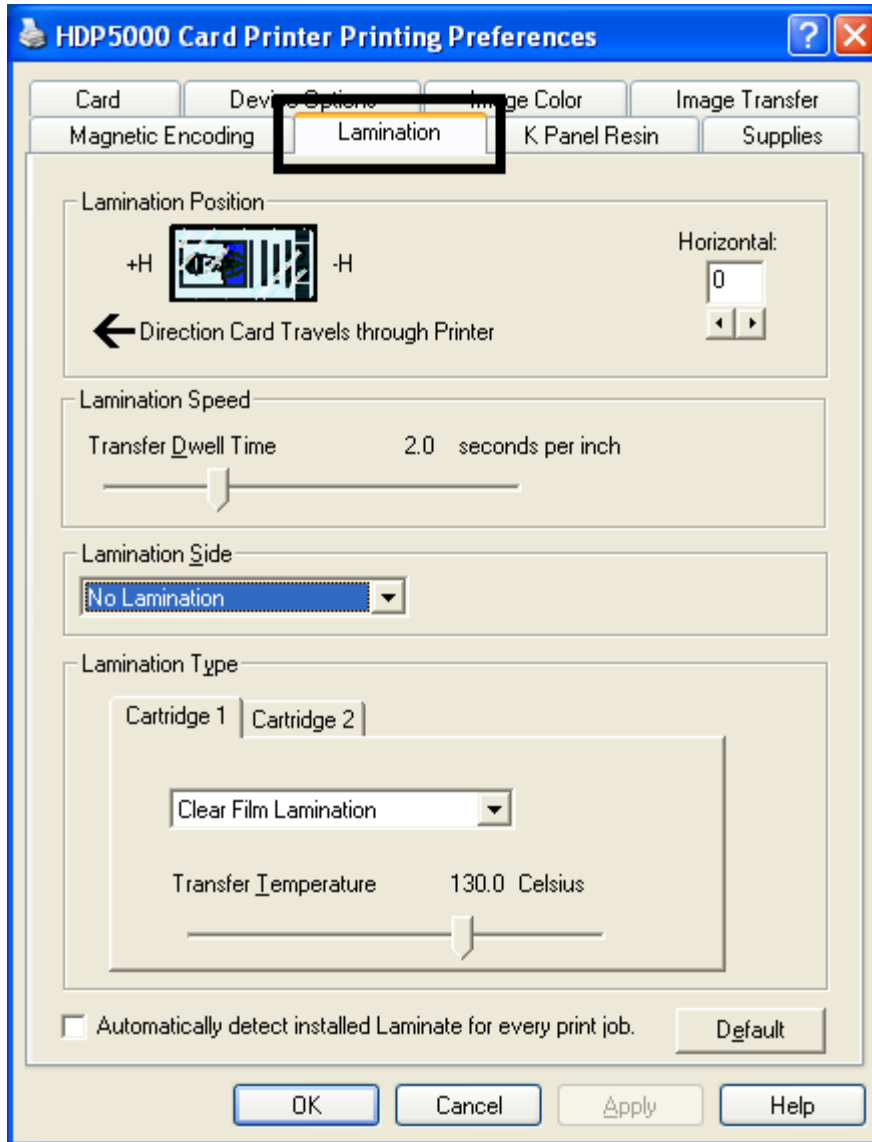 HDP5000 Card Printer Printing Preferences
Card Device Options Image Color Image Transfer
Magnetic Encoding Lamination K Panel Resin Supplies
Lamination Position
+H -H
Horizontal:
0
Direction Card Travels through Printer
Lamination Speed
Transfer Dwell Time 2.0 seconds per inch
Lamination Side
No Lamination
Lamination Type
Cartridge 1 Cartridge 2
Clear Film Lamination
Transfer Temperature 130.0 Celsius
Automatically detect installed Laminate for every print job.
Default
OK Cancel Apply Help